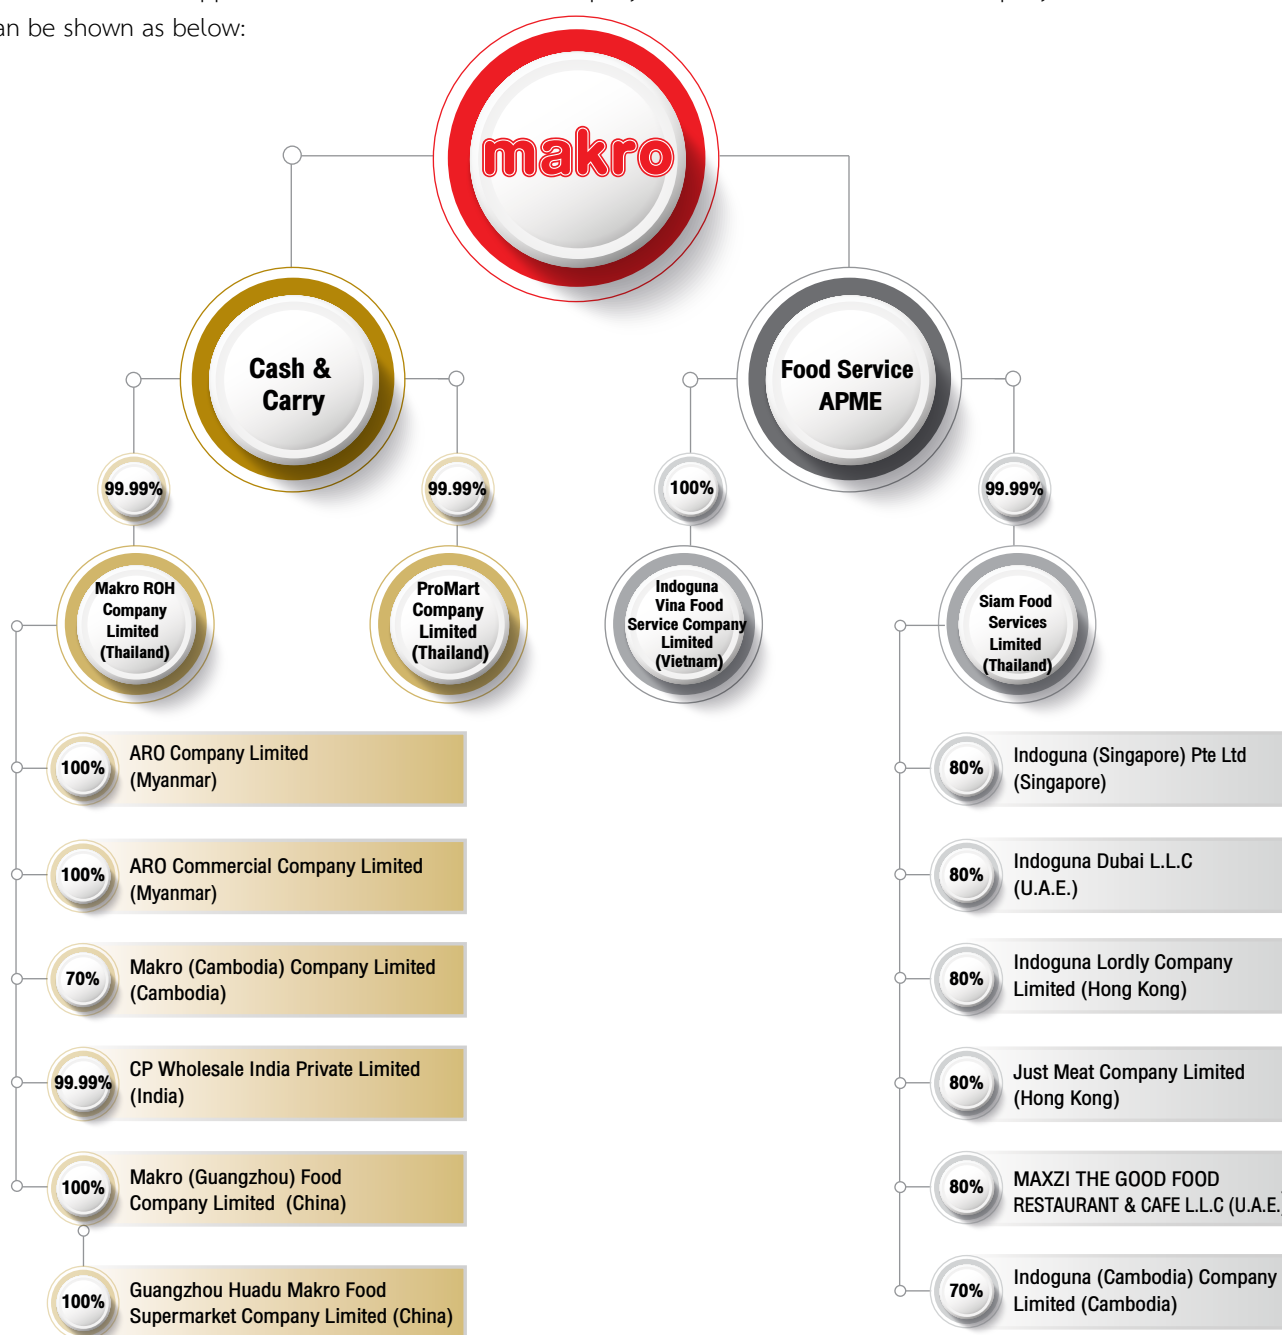 an be shown as below:
makro
Cash &
Carry
Food Service
APME
99.99%
99.99%
100%
99.99%
Makro ROH
Company
Limited
(Thailand)
ProMart
Company
Limited
(Thailand)
Indoguna
Vina Food
Service Company
Limited
(Vietnam)
Siam Food
Services
Limited
(Thailand)
100%
ARO Company Limited
(Myanmar)
100%
ARO Commercial Company Limited
(Myanmar)
70%
Makro (Cambodia) Company Limited
(Cambodia)
99.99%
CP Wholesale India Private Limited
(India)
100%
Makro (Guangzhou) Food
Company Limited (China)
100%
Guangzhou Huadu Makro Food
Supermarket Company Limited (China)
80%
Indoguna (Singapore) Pte Ltd
(Singapore)
80%
Indoguna Dubai L.L.C
(U.A.E.)
80%
Indoguna Lordly Company
Limited (Hong Kong)
80%
Just Meat Company Limited
(Hong Kong)
80%
MAXZI THE GOOD FOOD
RESTAURANT & CAFE L.L.C (U.A.E.)
70%
Indoguna (Cambodia) Company
Limited (Cambodia)